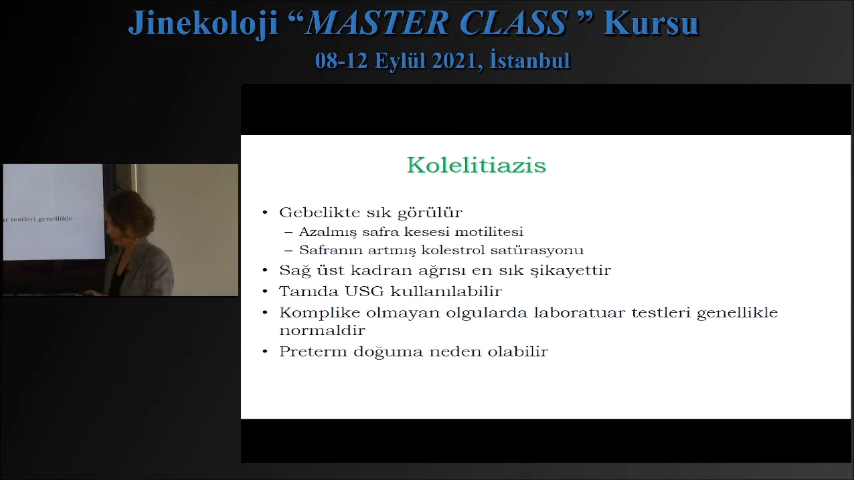 Jinekoloji “MASTER CLASS ” Kursu
08-12 Eylül 2021, İstanbul
Kolelitiazis
• Gebelikte sık görülür
– Azalmış safra kesesi motilitesi
– Safranın artmış kolestrol satürasyonu
• Sağ üst kadran ağrısı en sık şikayettir
• Tanıda USG kullanılabilir
• Komplike olmayan olgularda laboratuar testleri genellikle
normaldir
• Preterm doğuma neden olabilir
ar testleri genellikle